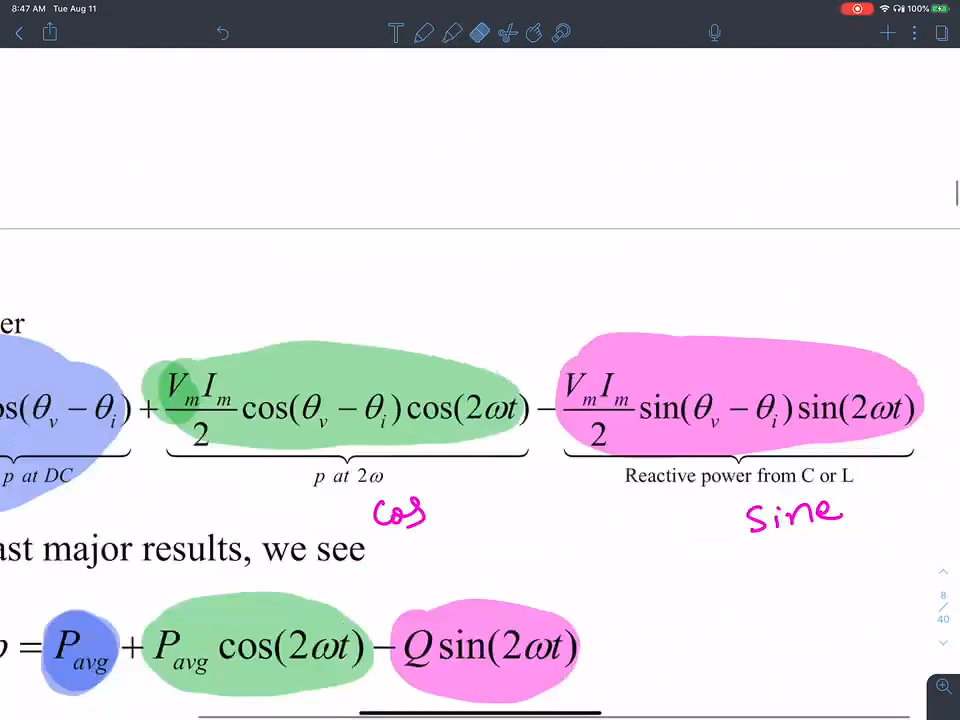 8:47 AM Tue Aug 11 100%
er
os(θv − θi) + VmIm/2 cos(θv − θi)cos(2ωt) − VmIm/2 sin(θv − θi)sin(2ωt)
p at DC p at 2ω Reactive power from C or L
cos sine
ast major results, we see
= Pavg + Pavg cos(2ωt) − Q sin(2ωt)
8
/
40